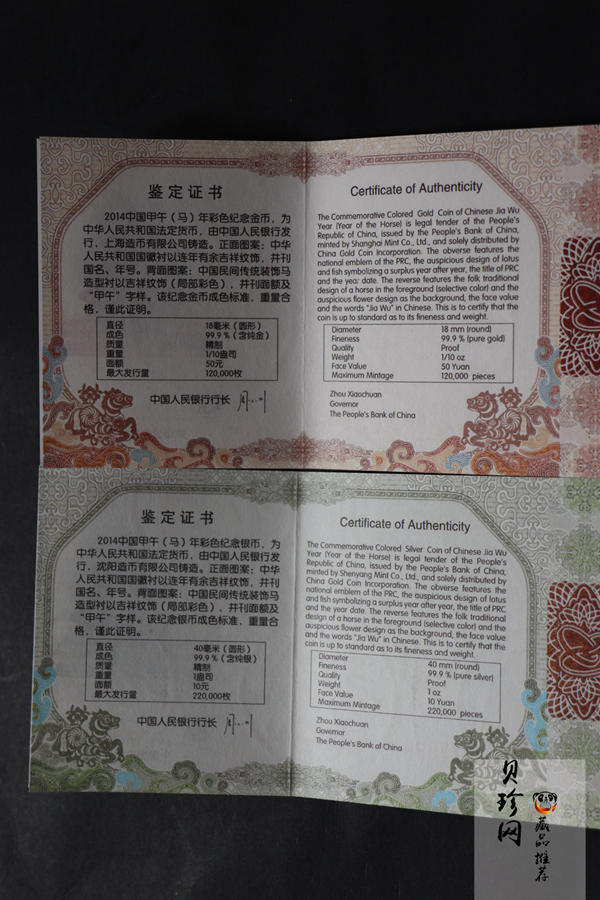 鉴定证书
2014中国甲午（马）年彩色纪念金币，为
中华人民共和国法定货币，由中国人民银行发
行，上海造币有限公司铸造。正面图案：中华
人民共和国国徽衬以连年有余吉祥纹饰，并刊
国名、年号。背面图案：中国民间传统装饰马
造型衬以吉祥纹饰（局部彩色），并刊面额及
“甲午”字样。该纪念金币成色标准，重量合
格，谨此证明。
直径 18毫米（圆形）
成色 99.9％（含纯金）
质量 精制
重量 1/10盎司
面额 50元
最大发行量 120,000枚
中国人民银行行长
Certificate of Authenticity
The Commemorative Colored Gold Coin of Chinese Jia Wu
Year (Year of the Horse) is legal tender of the People's
Republic of China, issued by the People's Bank of China,
minted by Shanghai Mint Co., Ltd., and solely distributed by
China Gold Coin Incorporation. The obverse features the
national emblem of the PRC, the auspicious design of lotus
and fish symbolizing a surplus year after year, the title of PRC
and the year date. The reverse features the folk traditional
design of a horse in the foreground (selective color) and the
auspicious flower design as the background, the face value
and the words "Jia Wu" in Chinese. This is to certify that the
coin is up to standard as to its fineness and weight.
Diameter 18 mm (round)
Fineness 99.9 % (pure gold)
Quality Proof
Weight 1/10 oz
Face Value 50 Yuan
Maximum Mintage 120,000 pieces
Zhou Xiaochuan
Governor
The People's Bank of China
鉴定证书
2014中国甲午（马）年彩色纪念银币，为
中华人民共和国法定货币，由中国人民银行发
行，沈阳造币有限公司铸造。正面图案：中华
人民共和国国徽衬以连年有余吉祥纹饰，并刊
国名、年号。背面图案：中国民间传统装饰马
造型衬以吉祥纹饰（局部彩色），并刊面额及
“甲午”字样。该纪念银币成色标准，重量合
格，谨此证明。
直径 40毫米（圆形）
成色 99.9％（含纯银）
质量 精制
重量 1盎司
面额 10元
最大发行量 220,000枚
中国人民银行行长
Certificate of Authenticity
The Commemorative Colored Silver Coin of Chinese Jia Wu
Year (Year of the Horse) is legal tender of the People's
Republic of China, issued by the People's Bank of China,
minted by Shenyang Mint Co., Ltd., and solely distributed by
China Gold Coin Incorporation. The obverse features the
national emblem of the PRC, the auspicious design of lotus
and fish symbolizing a surplus year after year, the title of PRC
and the year date. The reverse features the folk traditional
design of a horse in the foreground (selective color) and the
auspicious flower design as the background, the face value
and the words "Jia Wu" in Chinese. This is to certify that the
coin is up to standard as to its fineness and weight.
Diameter 40 mm (round)
Fineness 99.9 % (pure silver)
Quality Proof
Weight 1 oz
Face Value 10 Yuan
Maximum Mintage 220,000 pieces
Zhou Xiaochuan
Governor
The People's Bank of China
贝珍网
藏品推荐